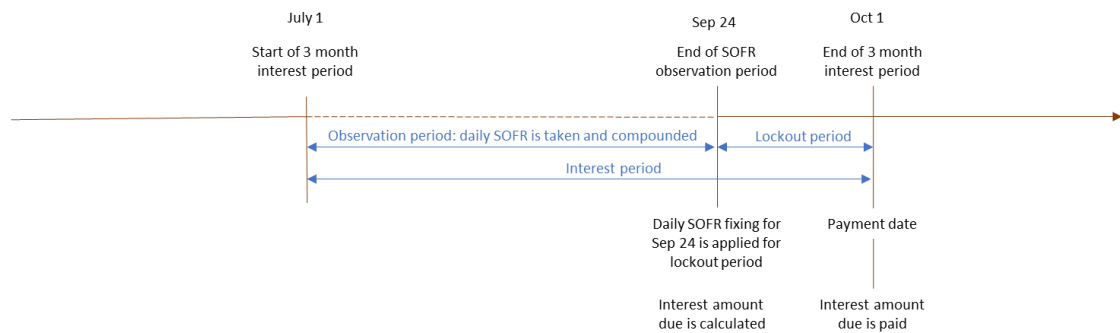 July 1
Start of 3 month
interest period
Sep 24
End of SOFR
observation period
Oct 1
End of 3 month
interest period
Observation period: daily SOFR is taken and compounded
Lockout period
Interest period
Daily SOFR fixing for
Sep 24 is applied for
lockout period
Interest amount
due is calculated
Payment date
Interest amount
due is paid